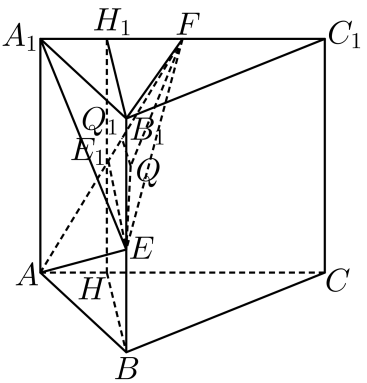 A₁ H₁ F C₁
Q₁ B₁
E₁ Q
E
A H C
B